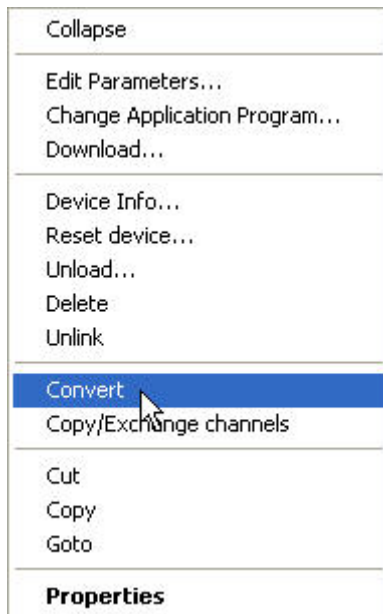 Collapse
Edit Parameters...
Change Application Program...
Download...
Device Info...
Reset device...
Unload...
Delete
Unlink
Convert
Copy/Exchange channels
Cut
Copy
Goto
Properties